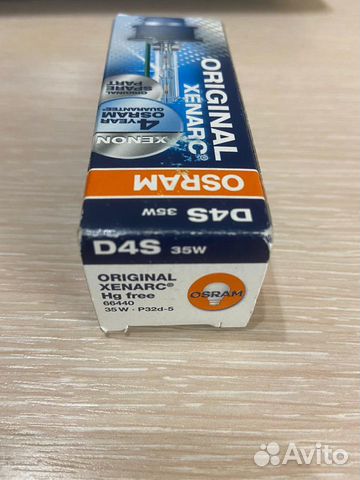 ORIGINAL
XENARC®
ORIGINAL
SPARE
PART
4 YEAR
OSRAM
GUARANTEE*
XENON
OSRAM
D4S 35W
D4S 35W
ORIGINAL
XENARC®
Hg free
66440
35W · P32d-5
OSRAM
Avito